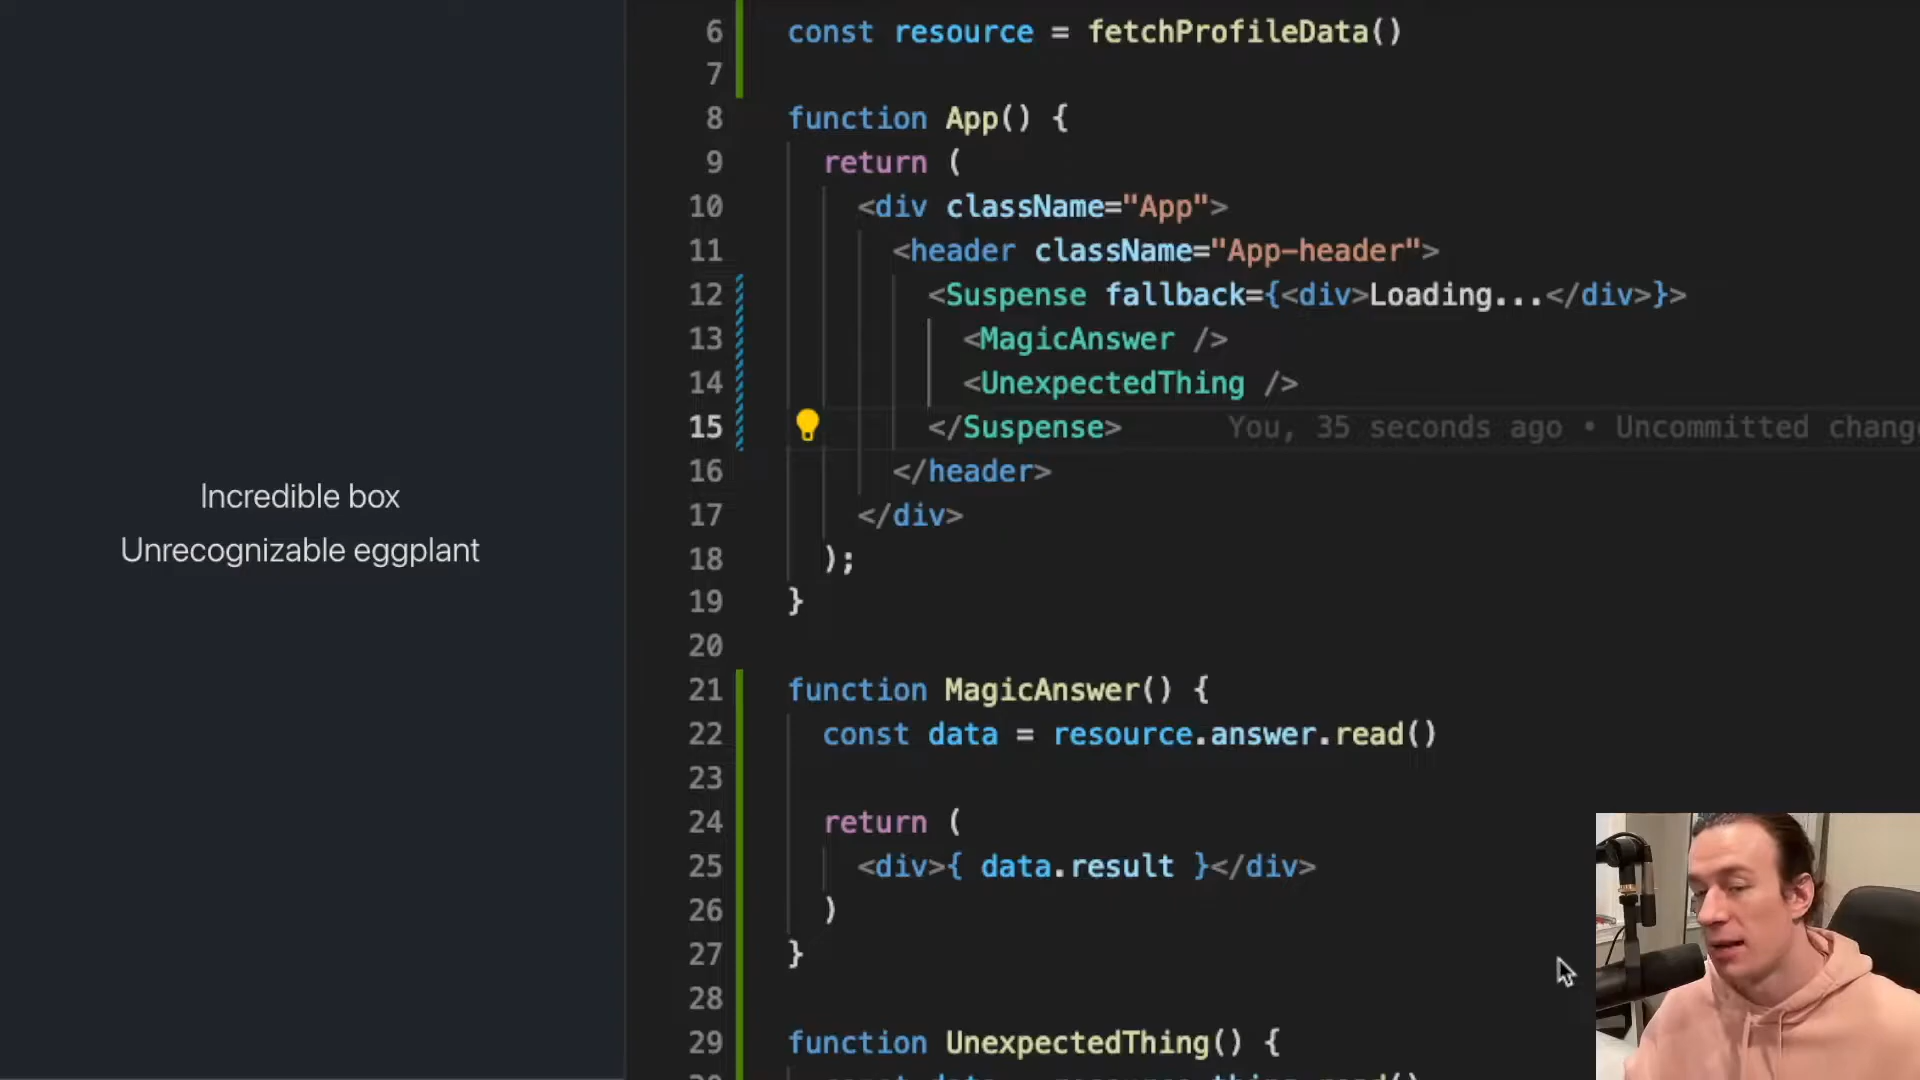 Incredible box
Unrecognizable eggplant
6 const resource = fetchProfileData()
7
8 function App() {
9 return (
10 <div className="App">
11 <header className="App-header">
12 <Suspense fallback={<div>Loading...</div>}>
13 <MagicAnswer />
14 <UnexpectedThing />
15 </Suspense> You, 35 seconds ago • Uncommitted chang
16 </header>
17 </div>
18 );
19 }
20
21 function MagicAnswer() {
22 const data = resource.answer.read()
23
24 return (
25 <div>{ data.result }</div>
26 )
27 }
28
29 function UnexpectedThing() {